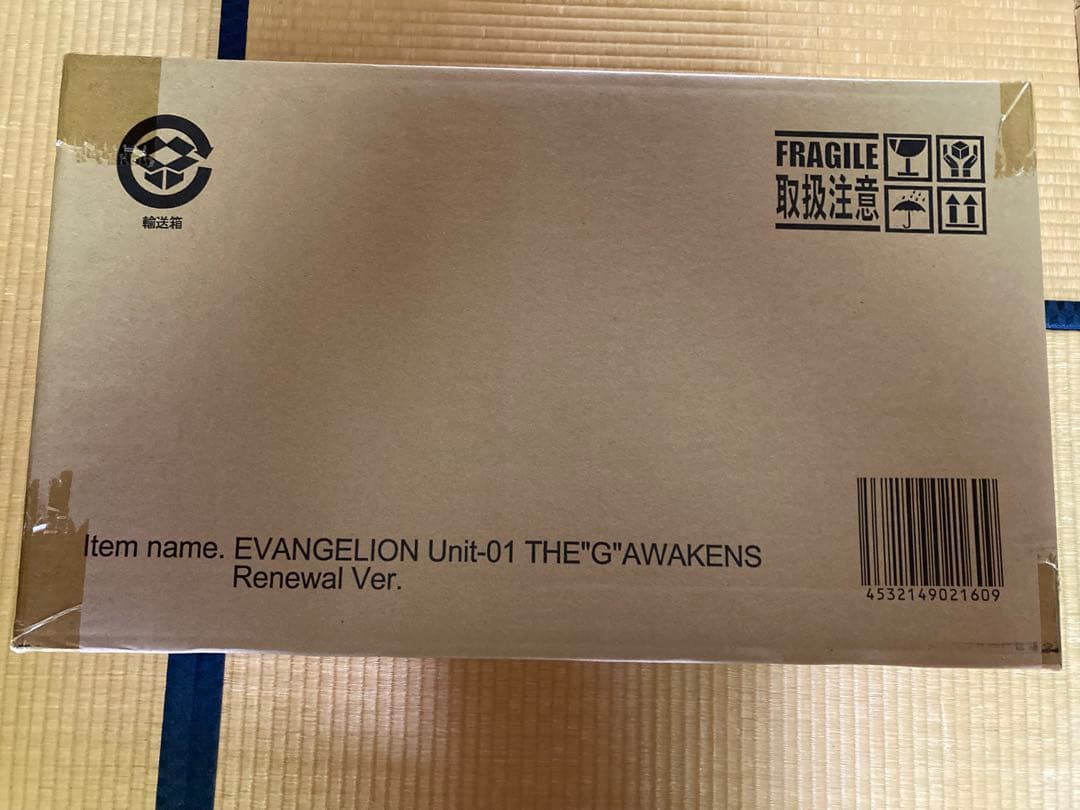 輸送箱
FRAGILE
取扱注意
Item name. EVANGELION Unit-01 THE"G"AWAKENS
Renewal Ver.
4532149021609